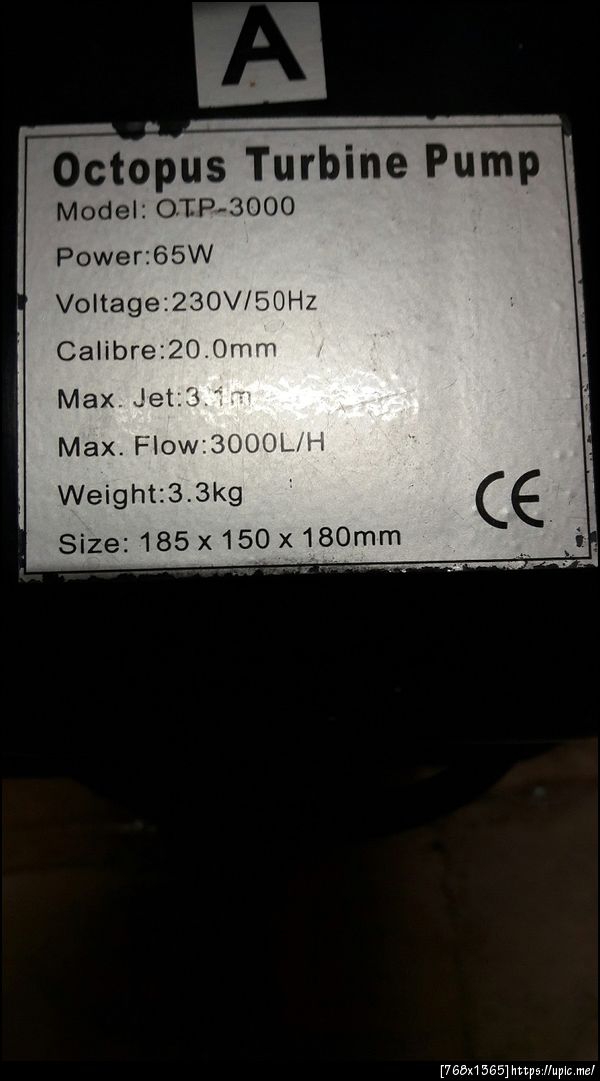 A
Octopus Turbine Pump
Model: OTP-3000
Power:65W
Voltage:230V/50Hz
Calibre:20.0mm
Max. Jet:3.1m
Max. Flow:3000L/H
Weight:3.3kg
CE
Size: 185 x 150 x 180mm
[768x1365]https://upic.me/